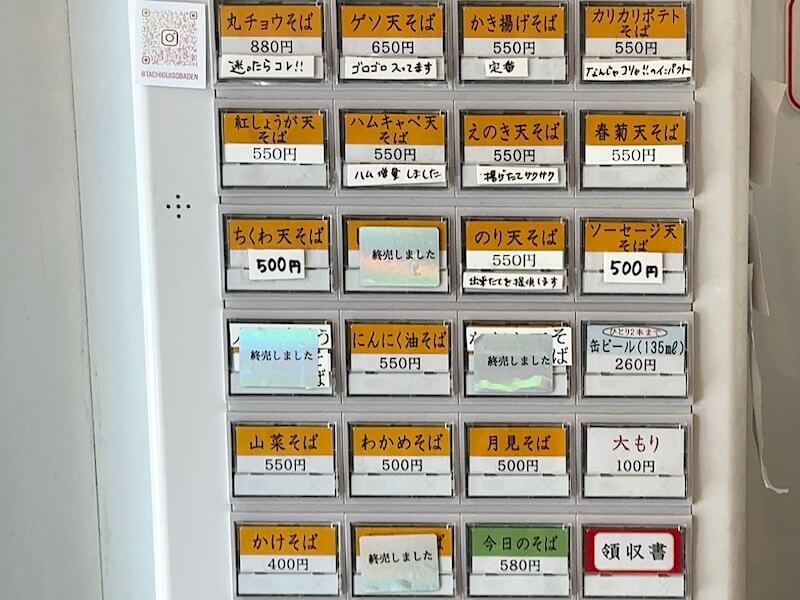 @TACHIGUISOBADEN
丸チョウそば
880円
迷ったらコレ!!
ゲソ天そば
650円
ゴロゴロ入ってます
かき揚げそば
550円
定番
カリカリポテト
そば
550円
なんじゃコリャ!!のインパクト
紅しょうが天
そば
550円
ハムキャベ天
そば
550円
ハム増量しました
えのき天そば
550円
揚げたてサクサク
春菊天そば
550円
ちくわ天そば
500円
終売しました
のり天そば
550円
出来たてを提供します
ソーセージ天
そば
500円
う
終売しました
ば
にんにく油そば
550円
そ
終売しました
ば
ひとり2本まで
缶ビール(135ml)
260円
山菜そば
550円
わかめそば
500円
月見そば
500円
大もり
100円
かけそば
400円
終売しました
今日のそば
580円
領収書